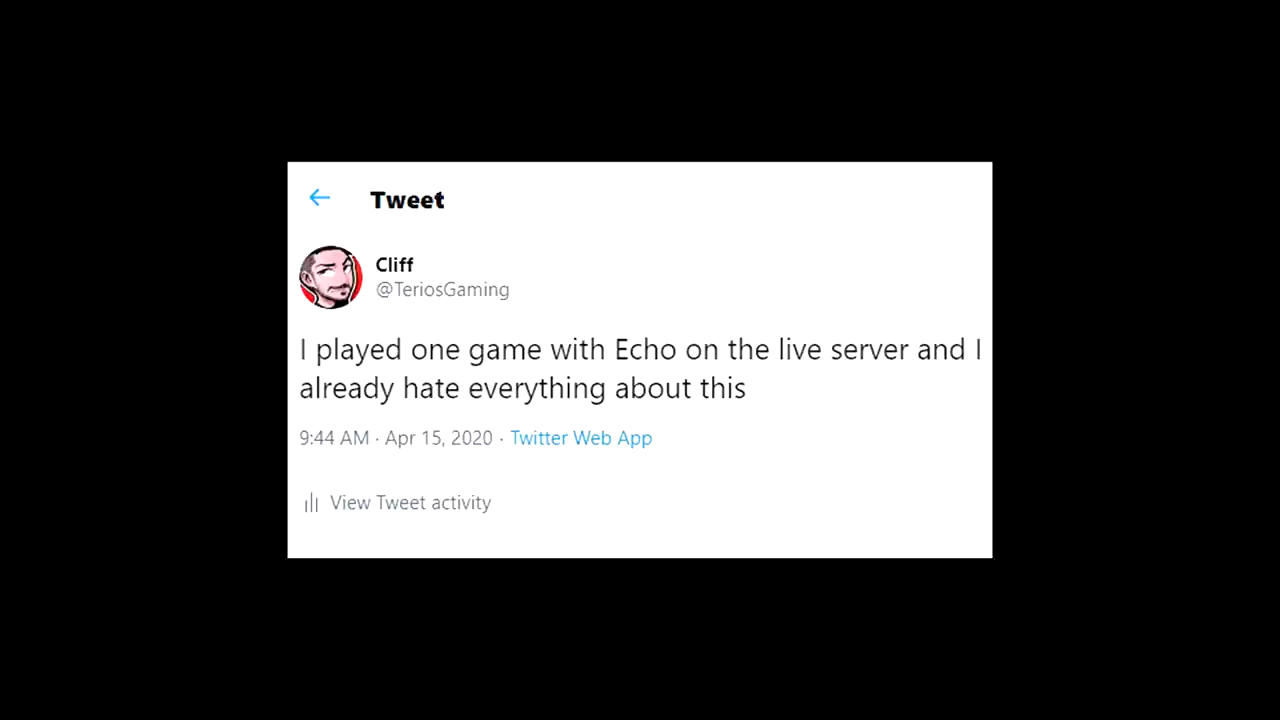 Tweet
Cliff
@TeriosGaming
I played one game with Echo on the live server and I
already hate everything about this
9:44 AM · Apr 15, 2020 · Twitter Web App
View Tweet activity